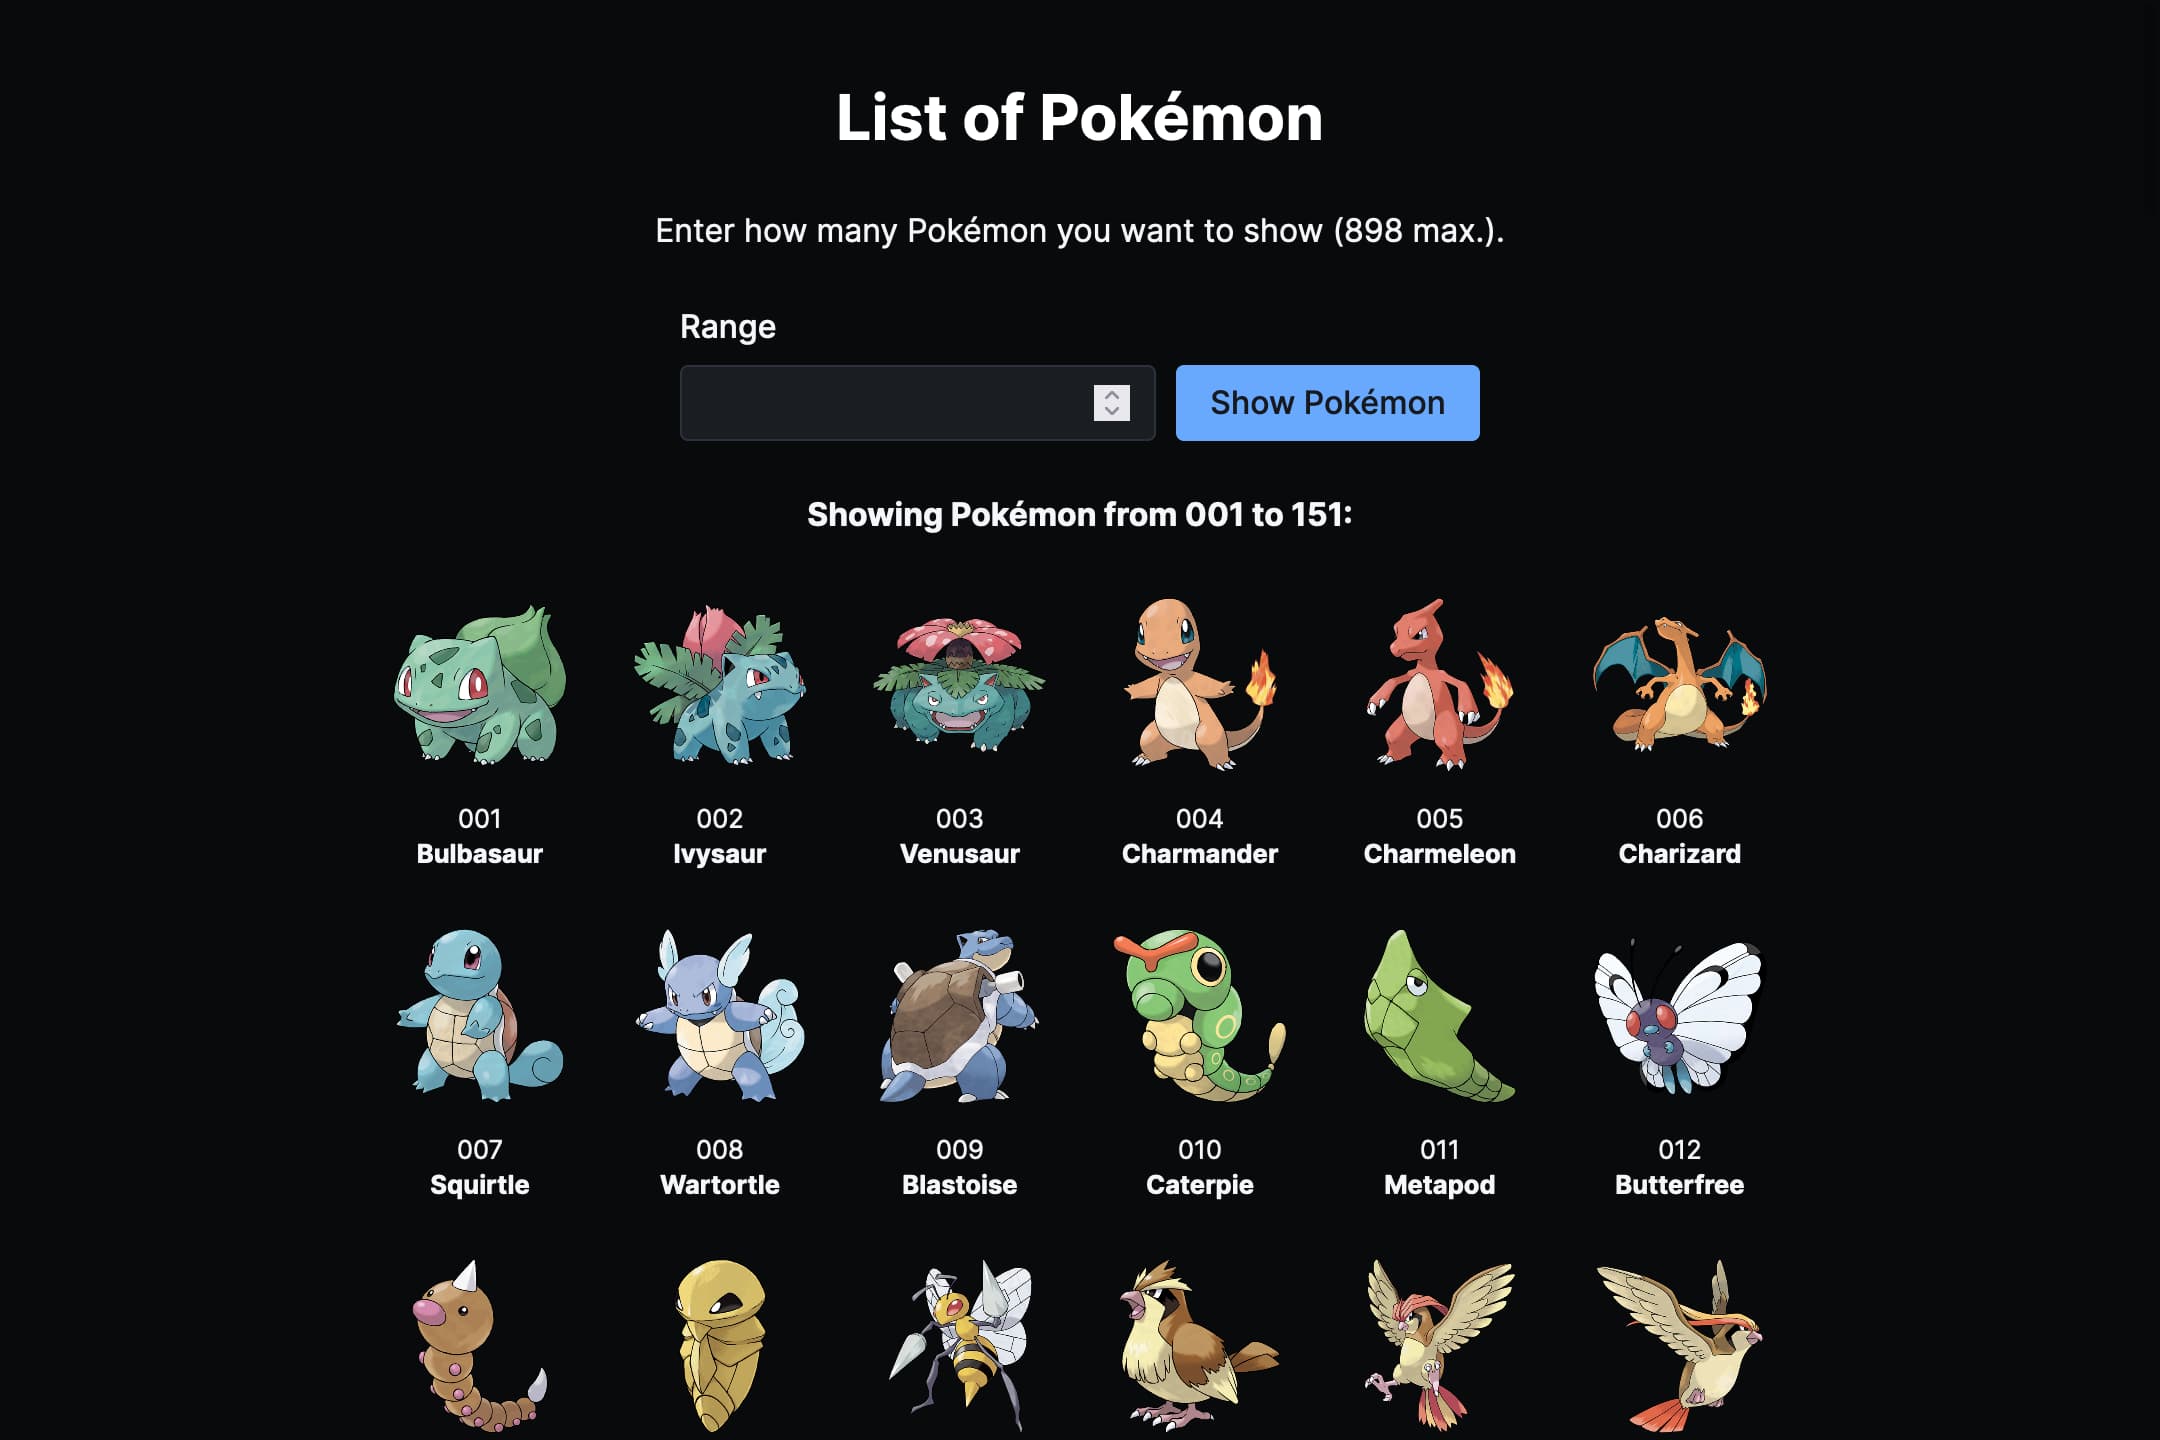 List of Pokémon
Enter how many Pokémon you want to show (898 max.).
Range
Show Pokémon
Showing Pokémon from 001 to 151:
001 002 003 004 005 006
Bulbasaur Ivysaur Venusaur Charmander Charmeleon Charizard
007 008 009 010 011 012
Squirtle Wartortle Blastoise Caterpie Metapod Butterfree